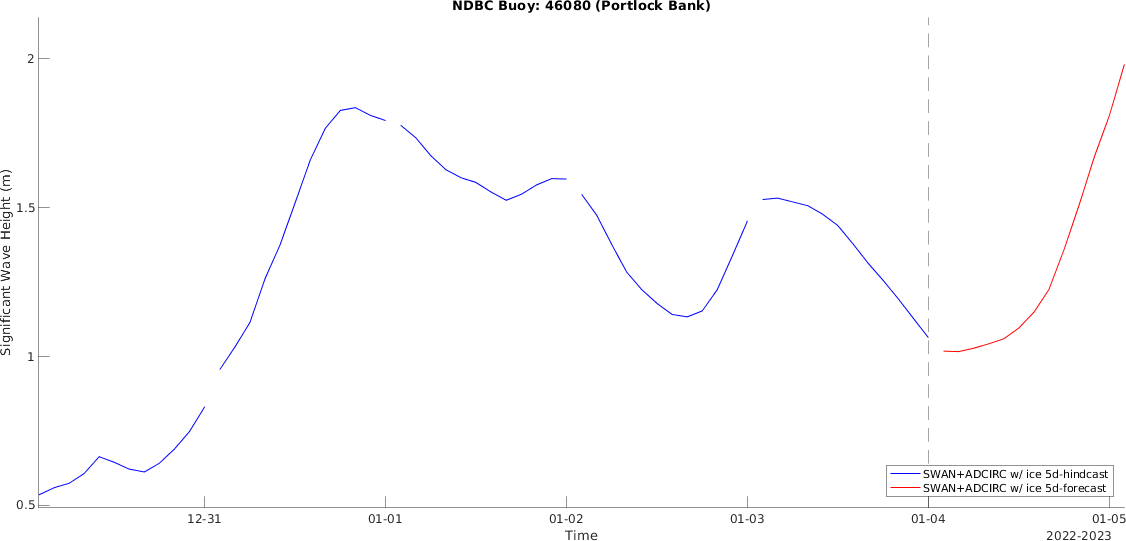 NDBC Buoy: 46080 (Portlock Bank)
2
1.5
1
0.5
Significant Wave Height (m)
12-31
01-01
01-02
01-03
01-04
01-05
Time
2022-2023
SWAN+ADCIRC w/ ice 5d-hindcast
SWAN+ADCIRC w/ ice 5d-forecast